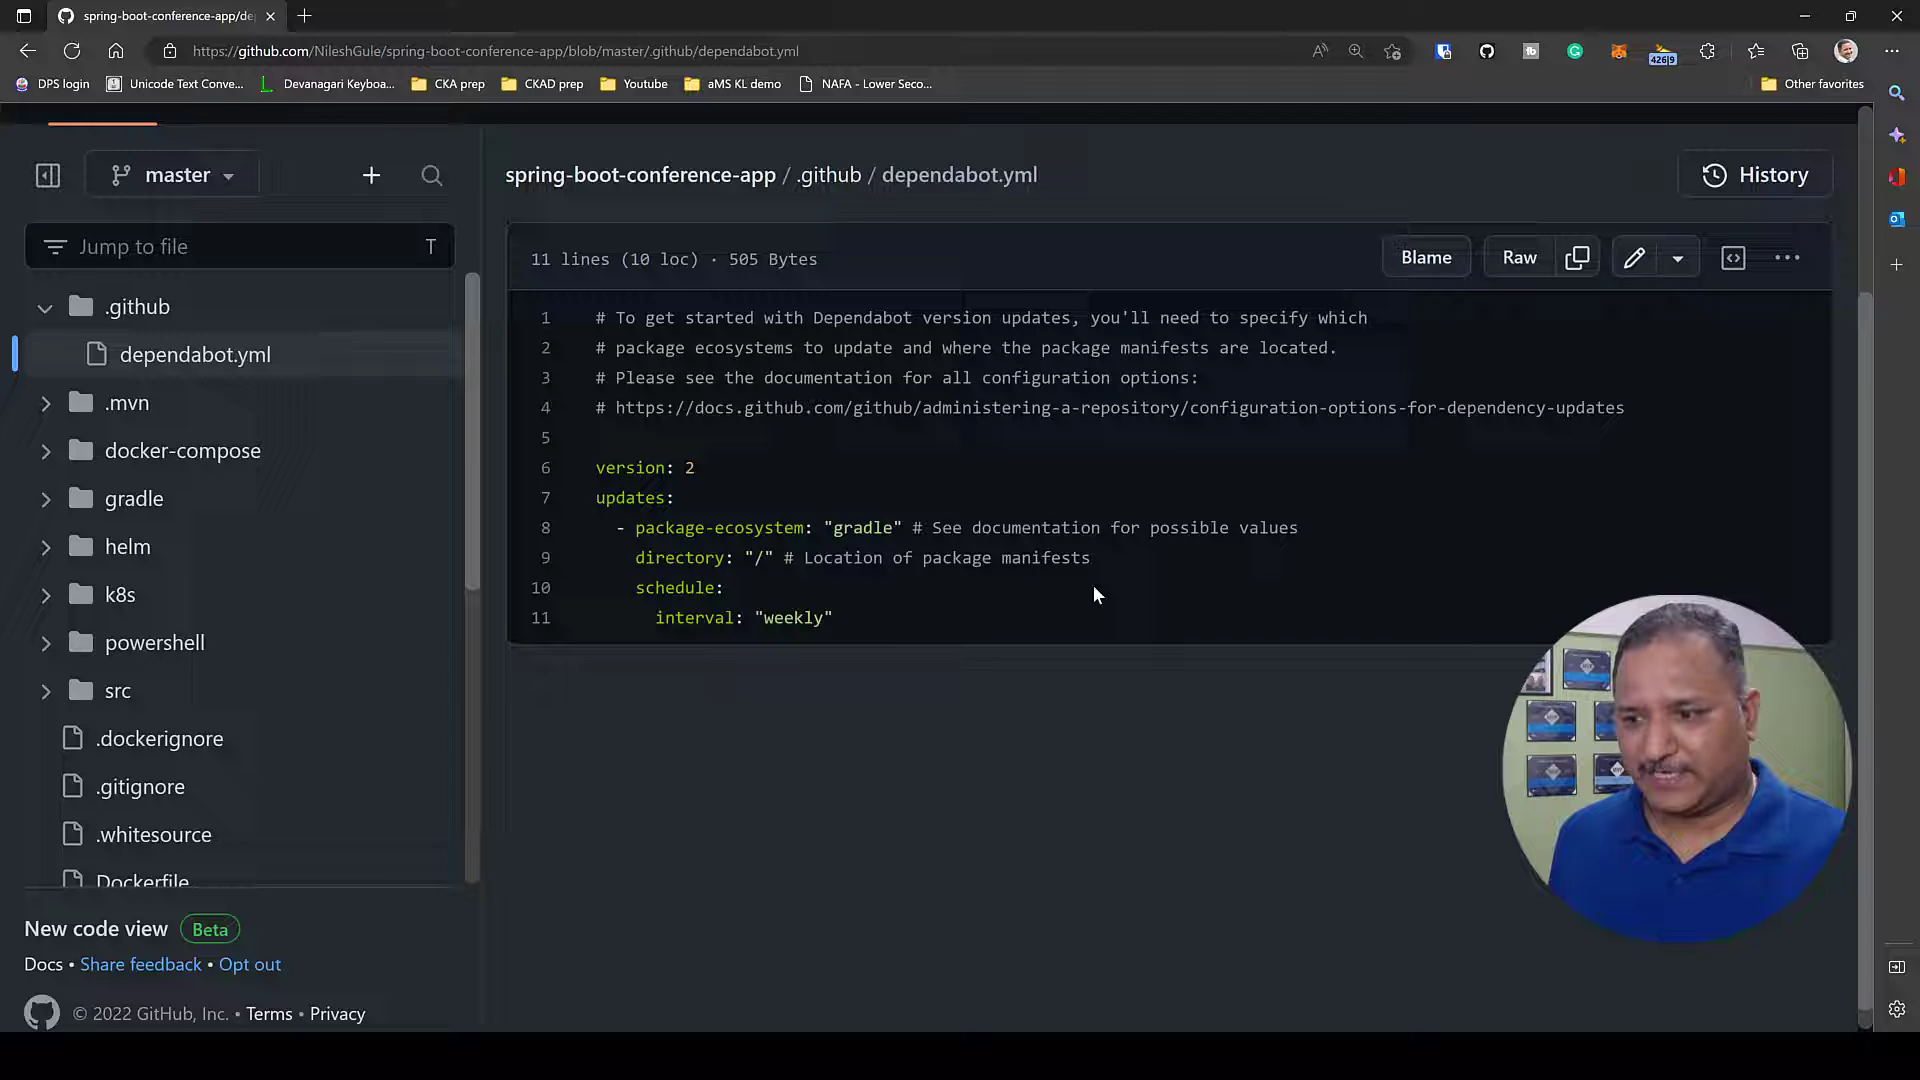 spring-boot-conference-app/de
https://github.com/NileshGule/spring-boot-conference-app/blob/master/.github/dependabot.yml
426|9
DPS login
Unicode Text Conve...
Devanagari Keyboa...
CKA prep
CKAD prep
Youtube
aMS KL demo
NAFA - Lower Seco...
Other favorites
master
spring-boot-conference-app / .github / dependabot.yml
History
Jump to file
T
11 lines (10 loc) · 505 Bytes
Blame
Raw
.github
dependabot.yml
.mvn
docker-compose
gradle
helm
k8s
powershell
src
.dockerignore
.gitignore
.whitesource
Dockerfile
1 # To get started with Dependabot version updates, you'll need to specify which
2 # package ecosystems to update and where the package manifests are located.
3 # Please see the documentation for all configuration options:
4 # https://docs.github.com/github/administering-a-repository/configuration-options-for-dependency-updates
5
6 version: 2
7 updates:
8 - package-ecosystem: "gradle" # See documentation for possible values
9 directory: "/" # Location of package manifests
10 schedule:
11 interval: "weekly"
New code view Beta
Docs • Share feedback • Opt out
© 2022 GitHub, Inc. • Terms • Privacy